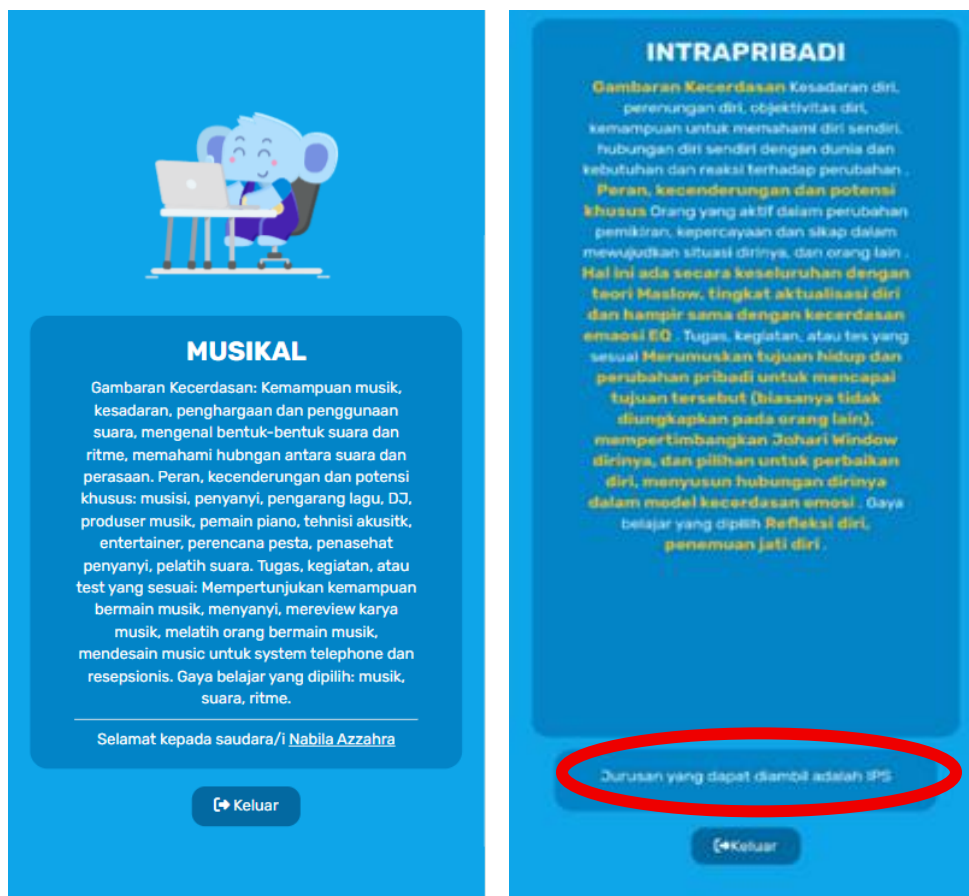 MUSIKAL
Gambaran Kecerdasan: Kemampuan musik,
kesadaran, penghargaan dan penggunaan
suara, mengenal bentuk-bentuk suara dan
ritme, memahami hubngan antara suara dan
perasaan. Peran, kecenderungan dan potensi
khusus: musisi, penyanyi, pengarang lagu, DJ,
produser musik, pemain piano, tehnisi akusitk,
entertainer, perencana pesta, penasehat
penyanyi, pelatih suara. Tugas, kegiatan, atau
test yang sesuai: Mempertunjukan kemampuan
bermain musik, menyanyi, mereview karya
musik, melatih orang bermain musik,
mendesain music untuk system telephone dan
resepsionis. Gaya belajar yang dipilih: musik,
suara, ritme.
Selamat kepada saudara/i Nabila Azzahra
Keluar
INTRAPRIBADI
Gambaran Kecerdasan Kesadaran diri,
perenungan diri, objektivitas diri,
kemampuan untuk memahami diri sendiri,
hubungan diri sendiri dengan dunia dan
kebutuhan dan reaksi terhadap perubahan .
Peran, kecenderungan dan potensi
khusus Orang yang aktif dalam perubahan
pemikiran, kepercayaan dan sikap dalam
mewujudkan situasi dirinya, dan orang lain .
Hal ini ada secara keseluruhan dengan
teori Maslow, tingkat aktualisasi diri
dan hampir sama dengan kecerdasan
emaosi EQ . Tugas, kegiatan, atau tes yang
sesuai Merumuskan tujuan hidup dan
perubahan pribadi untuk mencapai
tujuan tersebut (biasanya tidak
diungkapkan pada orang lain),
mempertimbangkan Johari Window
dirinya, dan pilihan untuk perbaikan
diri, menyusun hubungan dirinya
dalam model kecerdasan emosi . Gaya
belajar yang dipilih Refleksi diri,
penemuan jati diri .
Jurusan yang dapat diambil adalah IPS
Keluar